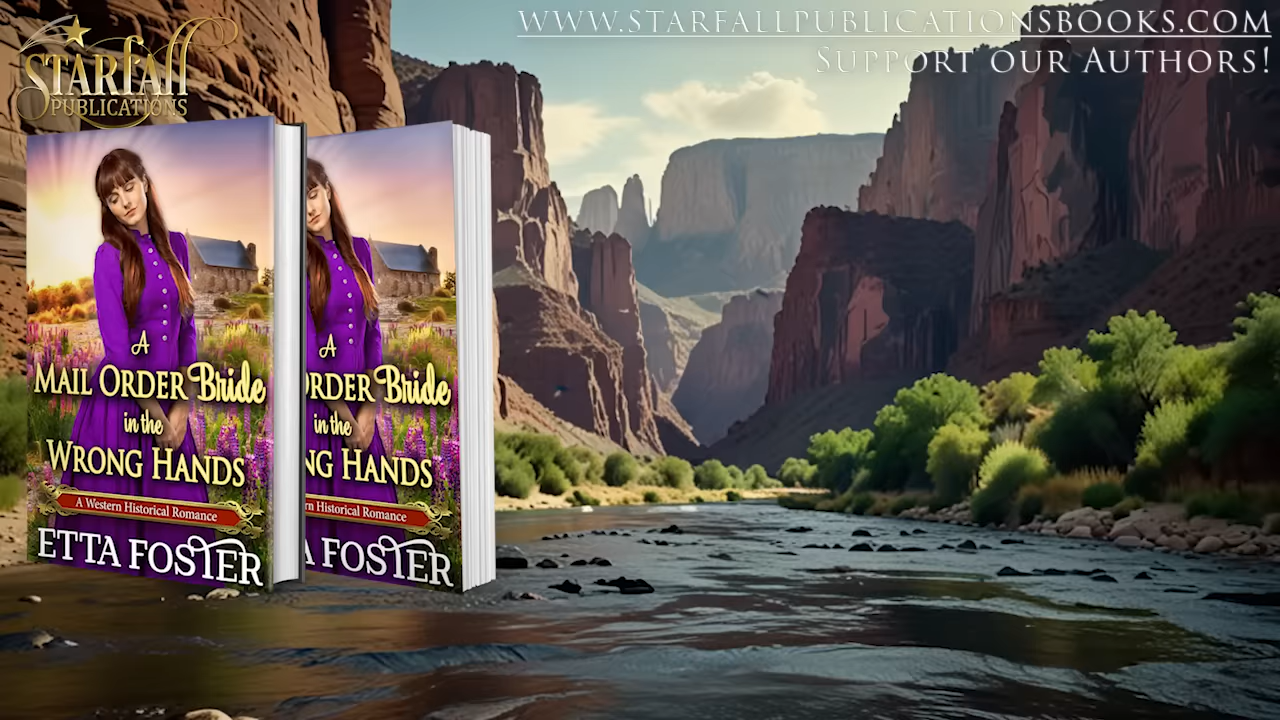 STARfall
PUBLICATIONS
WWW.STARFALLPUBLICATIONSBOOKS.COM
SUPPORT OUR AUTHORS!
A
MAIL ORDER Bride
in the
WRONG HANDS
A Western Historical Romance
ETTA FOSTER
A
ORDER Bride
in the
NG HANDS
rn Historical Romance
A FOSTER